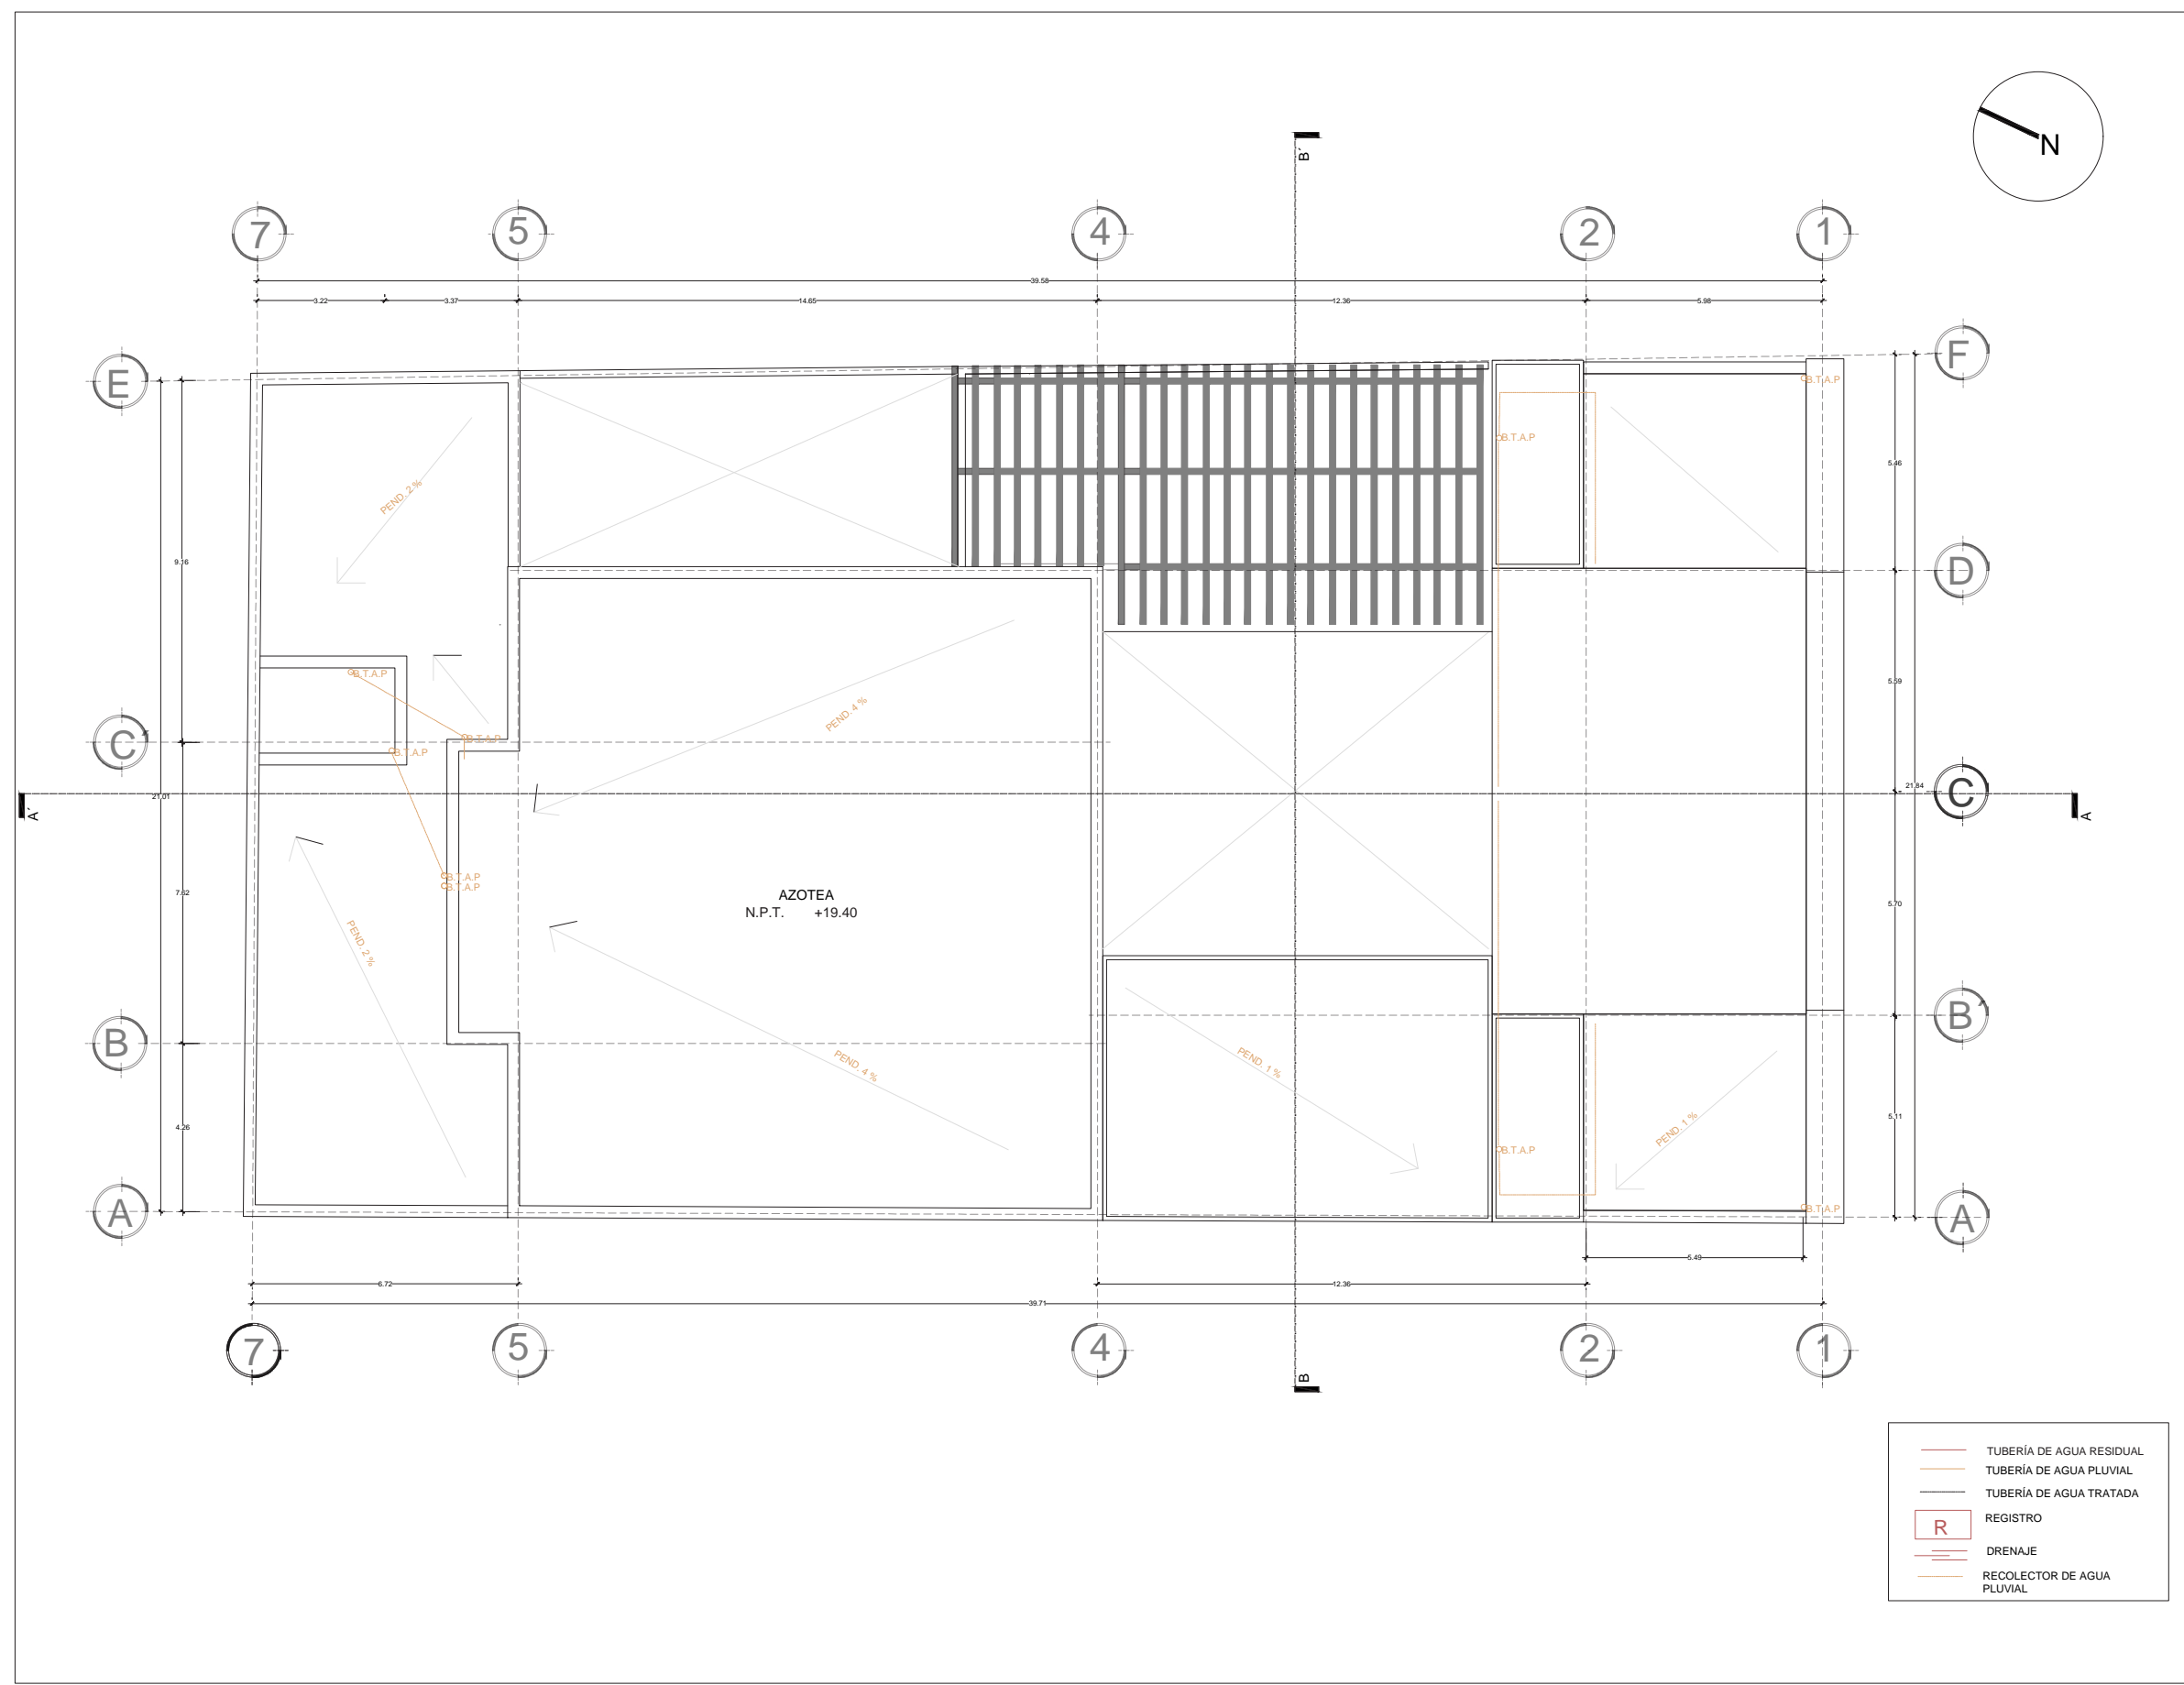 N
B´
7
5
4
2
1
39.58
3.22
3.37
14.65
12.36
5.98
E
F
B.T.A.P
B.T.A.P
5.46
PEND. 2 %
9.16
D
B.T.A.P
5.59
PEND. 4 %
C´
B.T.A.P
B.T.A.P
21.01
21.84
C
A´
A
B.T.A.P
B.T.A.P
7.62
AZOTEA
N.P.T. +19.40
5.70
PEND. 2 %
B
B´
PEND. 4 %
PEND. 1 %
4.26
5.11
PEND. 1 %
B.T.A.P
A
B.T.A.P
A
5.49
6.72
12.36
39.71
7
5
4
2
1
B
TUBERÍA DE AGUA RESIDUAL
TUBERÍA DE AGUA PLUVIAL
TUBERÍA DE AGUA TRATADA
R
REGISTRO
DRENAJE
RECOLECTOR DE AGUA
PLUVIAL